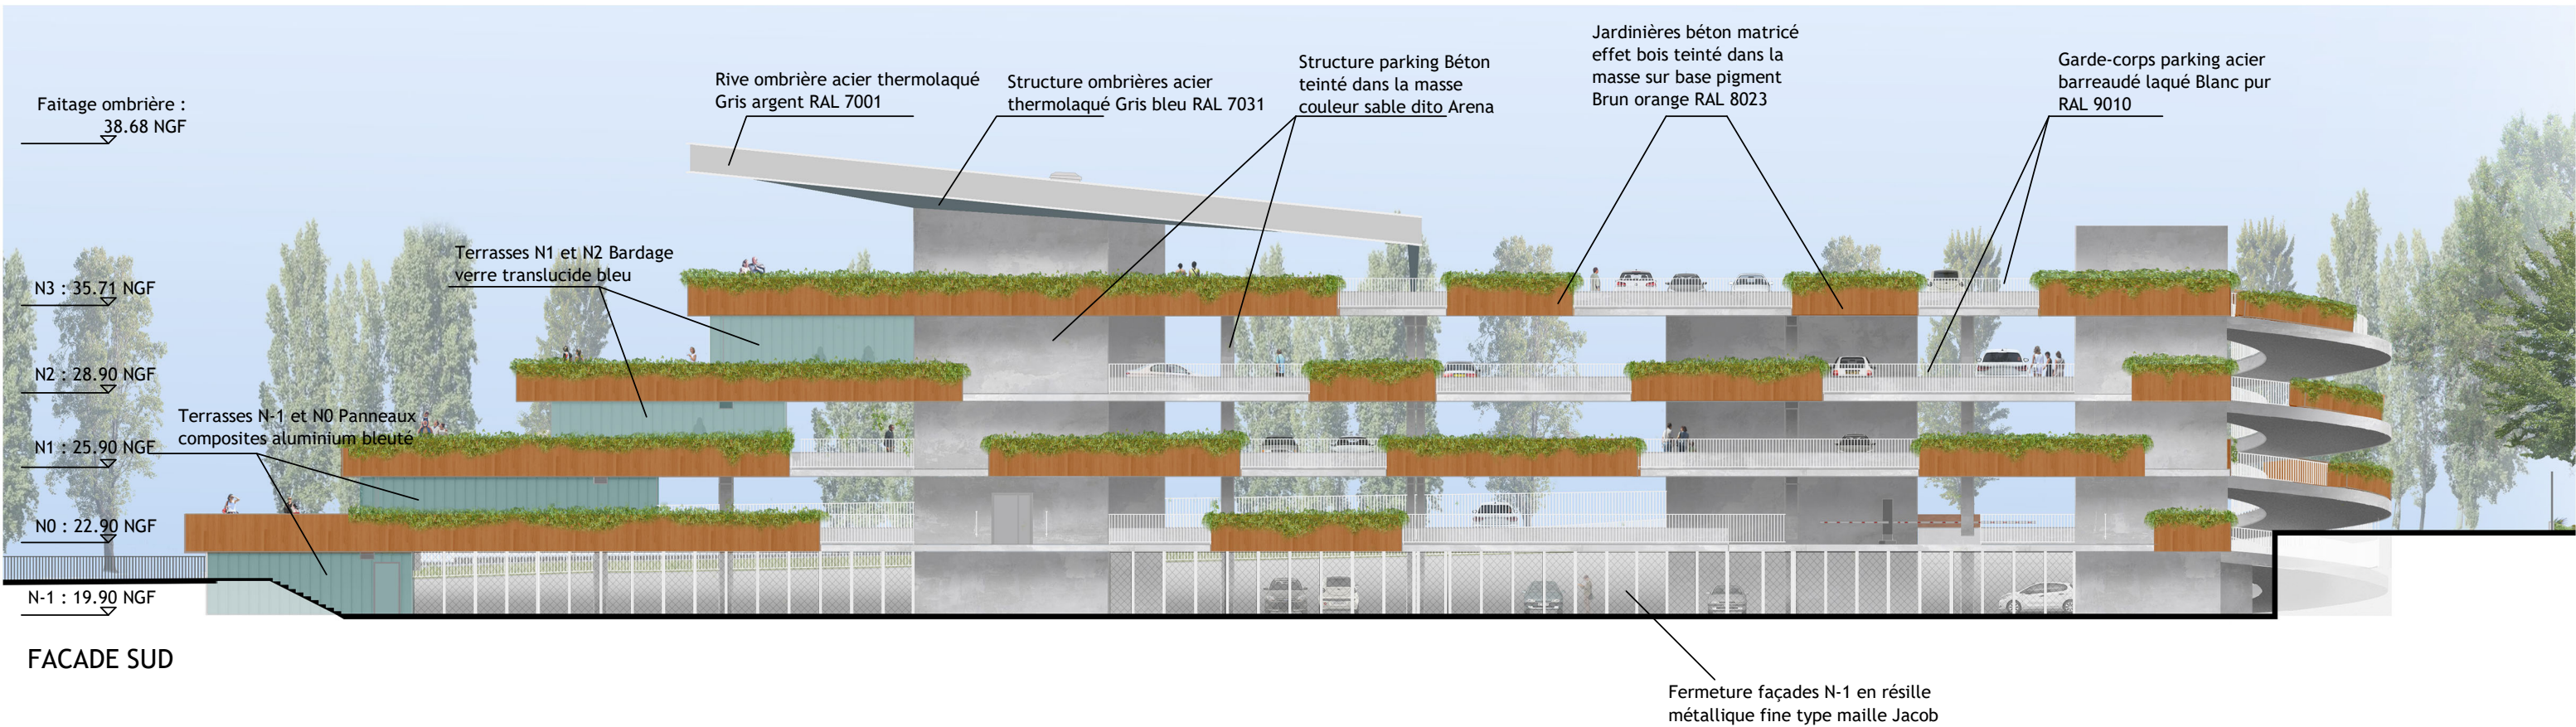 Jardinières béton matricé
effet bois teinté dans la
masse sur base pigment
Brun orange RAL 8023
Structure parking Béton
teinté dans la masse
couleur sable dito Arena
Garde-corps parking acier
barreaudé laqué Blanc pur
RAL 9010
Rive ombrière acier thermolaqué
Gris argent RAL 7001
Structure ombrières acier
thermolaqué Gris bleu RAL 7031
Faitage ombrière :
38.68 NGF
Terrasses N1 et N2 Bardage
verre translucide bleu
N3 : 35.71 NGF
N2 : 28.90 NGF
Terrasses N-1 et N0 Panneaux
composites aluminium bleuté
N1 : 25.90 NGF
N0 : 22.90 NGF
N-1 : 19.90 NGF
FACADE SUD
Fermeture façades N-1 en résille
métallique fine type maille Jacob